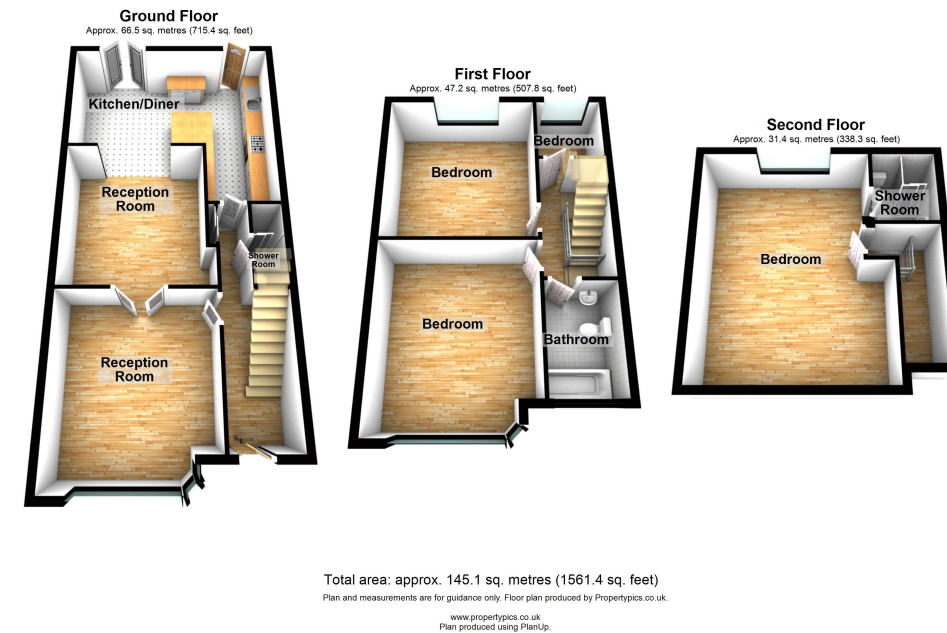 Ground Floor
Approx. 66.5 sq. metres (715.4 sq. feet)
Kitchen/Diner
Reception
Room
Shower
Room
Reception
Room
First Floor
Approx. 47.2 sq. metres (507.8 sq. feet)
Bedroom
Bedroom
Bedroom
Bathroom
Second Floor
Approx. 31.4 sq. metres (338.3 sq. feet)
Shower
Room
Bedroom
Total area: approx. 145.1 sq. metres (1561.4 sq. feet)
Plan and measurements are for guidance only. Floor plan produced by Propertypics.co.uk.
www.propertypics.co.uk
Plan produced using PlanUp.